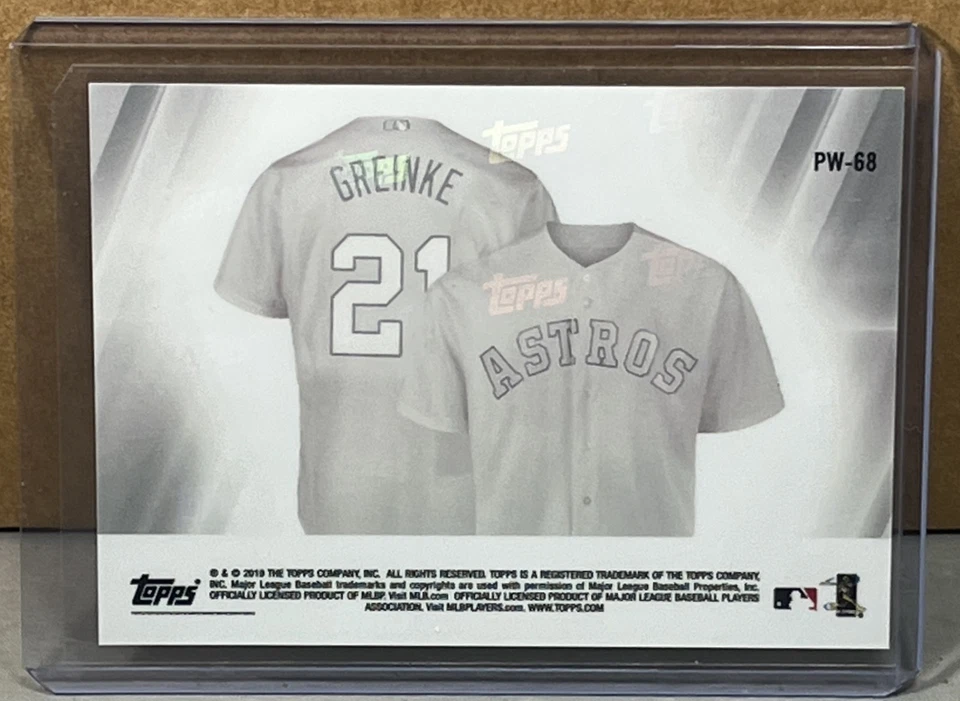 Topps
Topps
PW-68
Topps
GREINKE
21
Topps
Topps
ASTROS
® & © 2019 THE TOPPS COMPANY, INC. ALL RIGHTS RESERVED. TOPPS IS A REGISTERED TRADEMARK OF THE TOPPS COMPANY,
INC. Major League Baseball trademarks and copyrights are used with permission of Major League Baseball Properties, Inc.
OFFICIALLY LICENSED PRODUCT OF MLBP. Visit MLB.com OFFICIALLY LICENSED PRODUCT OF MAJOR LEAGUE BASEBALL PLAYERS
ASSOCIATION. Visit MLBPLAYERS.com. WWW.TOPPS.COM
Topps